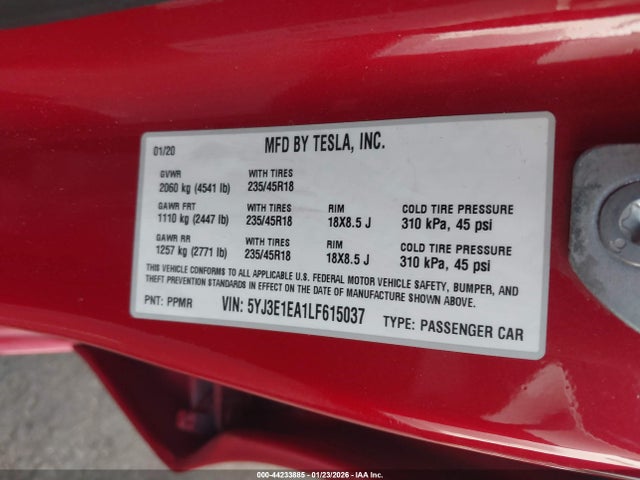 MFD BY TESLA, INC.
01/20
GVWR WITH TIRES
2060 kg (4541 lb) 235/45R18
GAWR FRT WITH TIRES RIM COLD TIRE PRESSURE
1110 kg (2447 lb) 235/45R18 18X8.5 J 310 kPa, 45 psi
GAWR RR WITH TIRES RIM COLD TIRE PRESSURE
1257 kg (2771 lb) 235/45R18 18X8.5 J 310 kPa, 45 psi
THIS VEHICLE CONFORMS TO ALL APPLICABLE U.S. FEDERAL MOTOR VEHICLE SAFETY, BUMPER, AND
THEFT PREVENTION STANDARDS IN EFFECT ON THE DATE OF MANUFACTURE SHOWN ABOVE.
PNT: PPMR VIN: 5YJ3E1EA1LF615037 TYPE: PASSENGER CAR
000-44233885 - 01/23/2026 - IAA Inc.